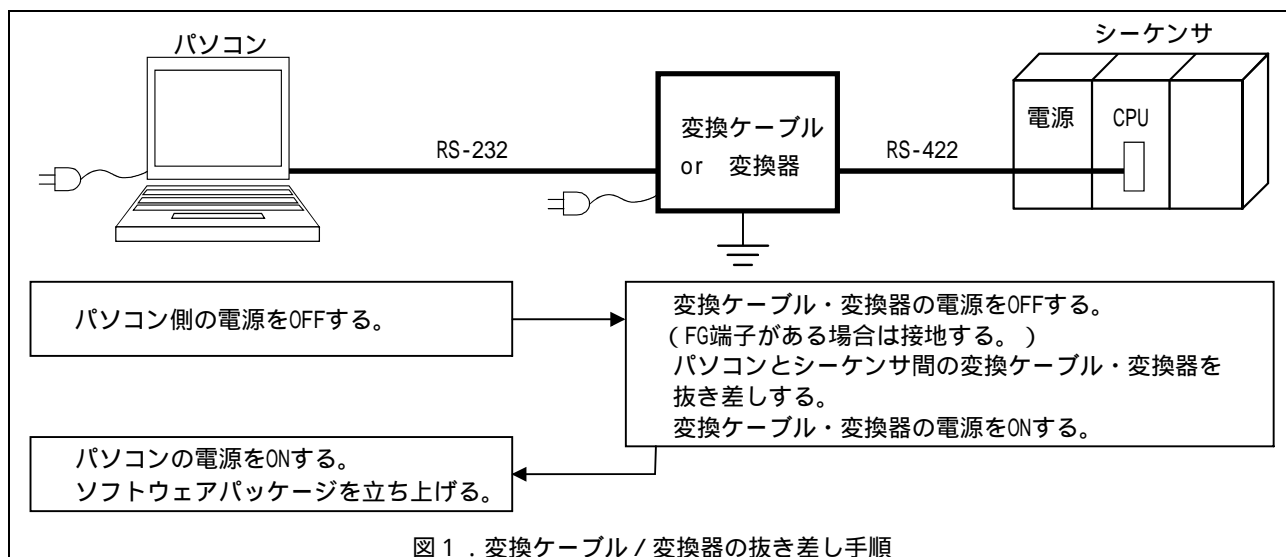 パソコン
シーケンサ
RS-232
変換ケーブル
or 変換器
RS-422
電源
CPU
パソコン側の電源をOFFする。
変換ケーブル・変換器の電源をOFFする。
(FG端子がある場合は接地する。)
パソコンとシーケンサ間の変換ケーブル・変換器を
抜き差しする。
変換ケーブル・変換器の電源をONする。
パソコンの電源をONする。
ソフトウェアパッケージを立ち上げる。
図1.変換ケーブル/変換器の抜き差し手順